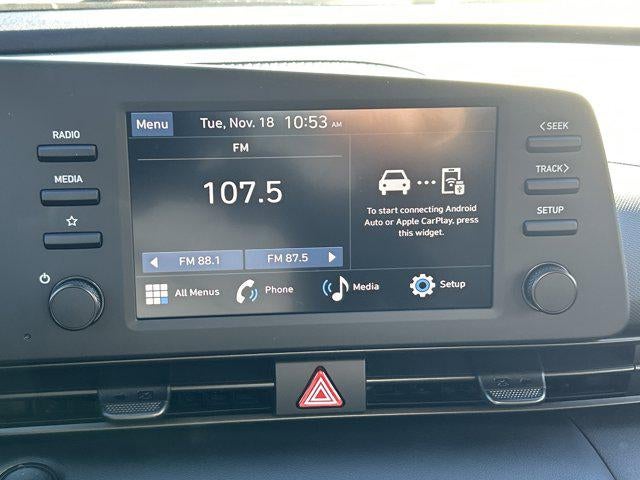 Menu Tue, Nov. 18 10:53 AM
RADIO
MEDIA
FM
107.5
FM 88.1 FM 87.5
To start connecting Android
Auto or Apple CarPlay, press
this widget.
All Menus Phone Media Setup
<SEEK
TRACK>
SETUP